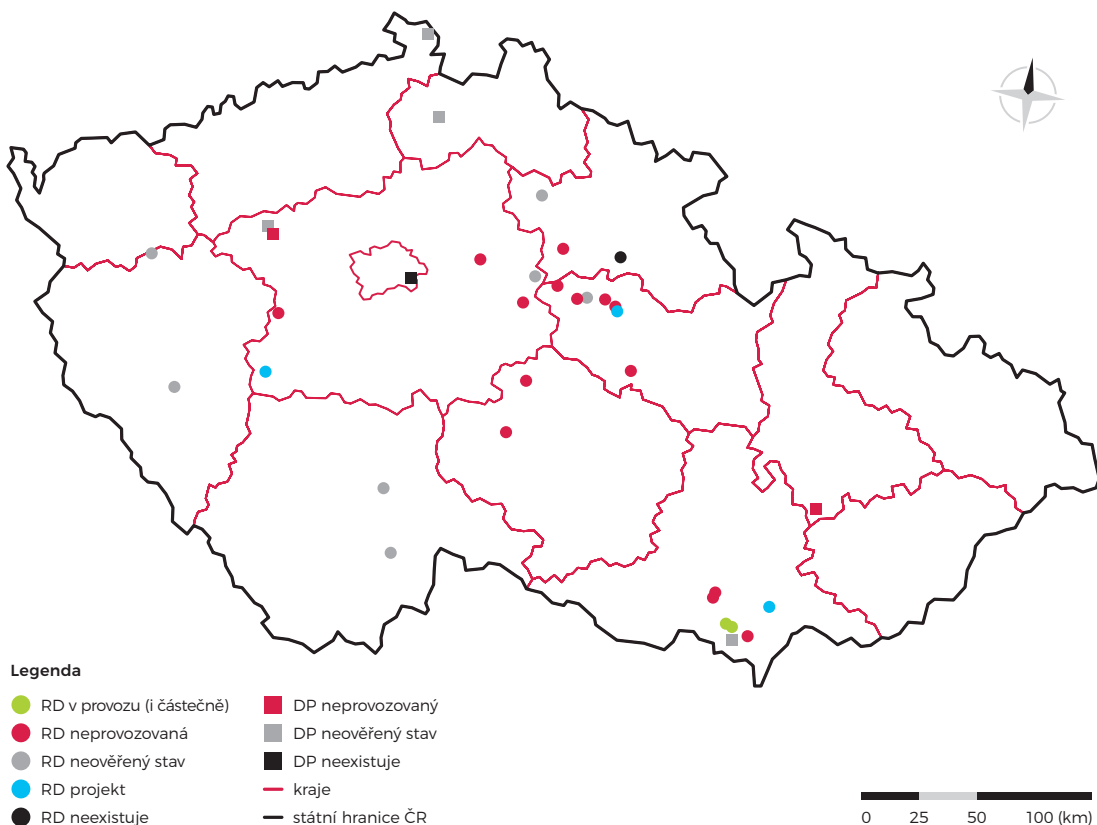 Legenda
RD v provozu (i částečně)
RD neprovozovaná
RD neověřený stav
RD projekt
RD neexistuje
DP neprovozovaný
DP neověřený stav
DP neexistuje
kraje
státní hranice ČR
0 25 50 100 (km)